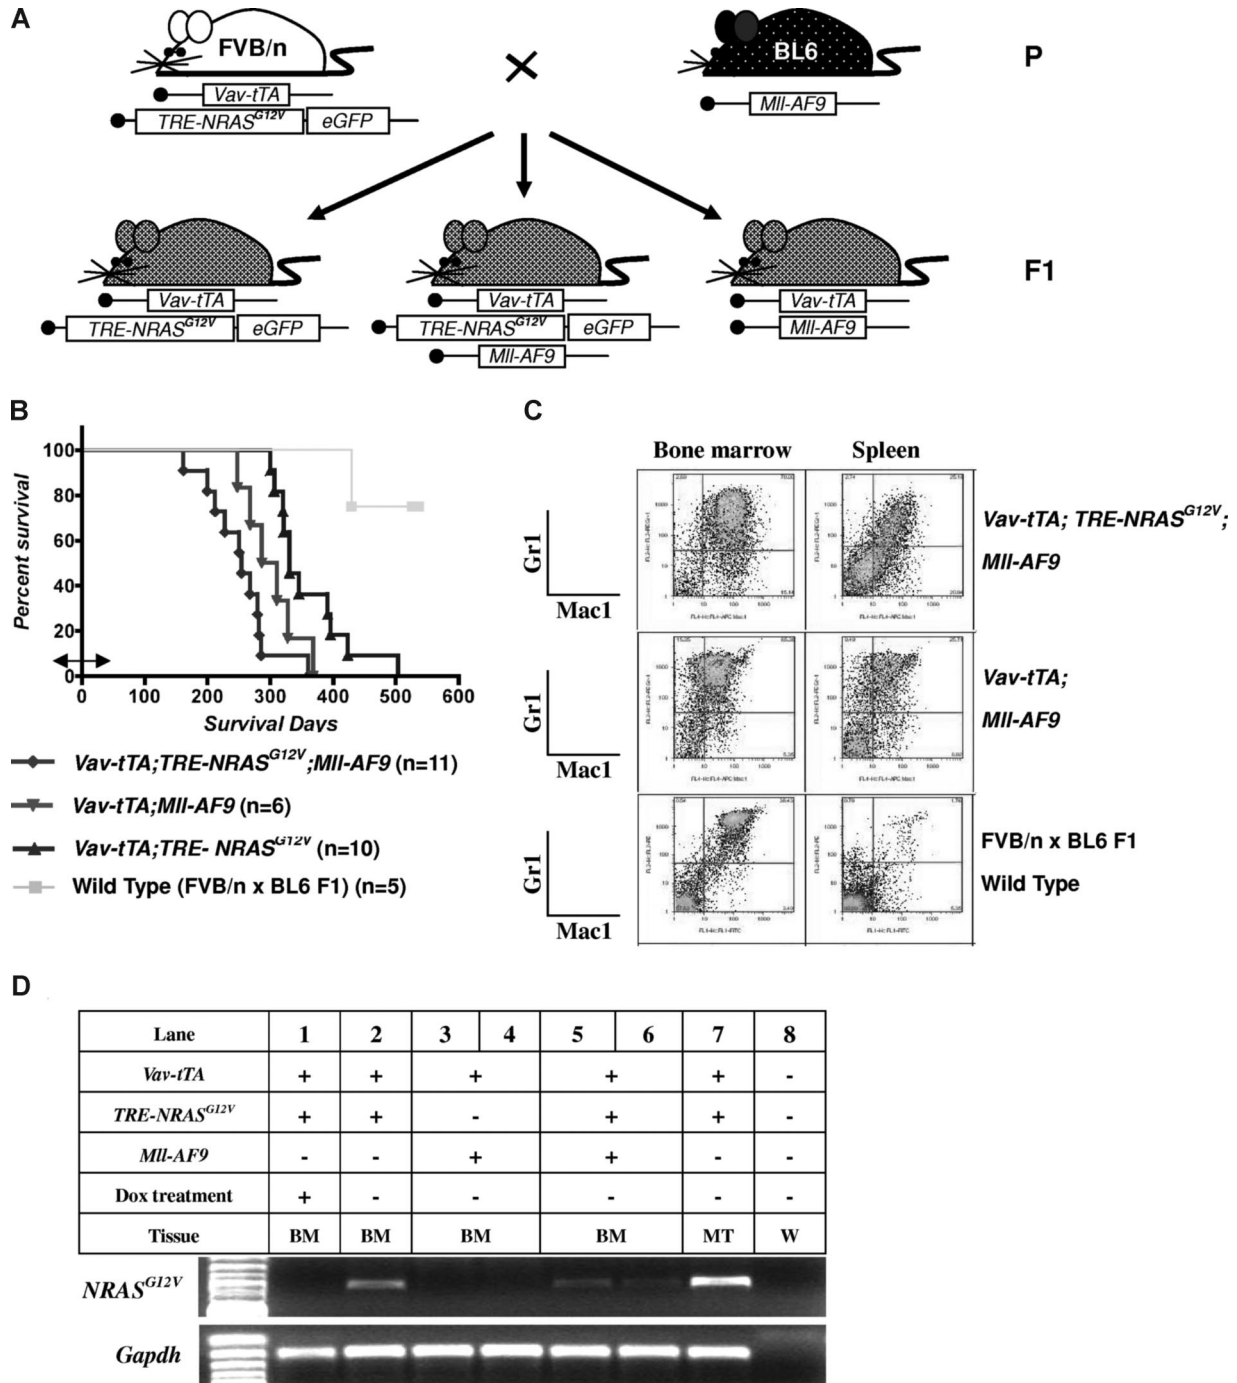 A
FVB/n
BL6
P
Vav-tTA
TRE-NRAS^G12V eGFP
Mll-AF9
F1
Vav-tTA
TRE-NRAS^G12V eGFP
Vav-tTA
TRE-NRAS^G12V eGFP
Mll-AF9
Vav-tTA
Mll-AF9
B
Percent survival
100
80
60
40
20
0
0 100 200 300 400 500 600
Survival Days
Vav-tTA;TRE-NRAS^G12V;Mll-AF9 (n=11)
Vav-tTA;Mll-AF9 (n=6)
Vav-tTA;TRE- NRAS^G12V (n=10)
Wild Type (FVB/n x BL6 F1) (n=5)
C
Bone marrow Spleen
Gr1
Mac1
Vav-tTA; TRE-NRAS^G12V;
Mll-AF9
Gr1
Mac1
Vav-tTA;
Mll-AF9
Gr1
Mac1
FVB/n x BL6 F1
Wild Type
D
Lane 1 2 3 4 5 6 7 8
Vav-tTA + + + + + -
TRE-NRAS^G12V + + - + + -
Mll-AF9 - - + + - -
Dox treatment + - - - - -
Tissue BM BM BM BM MT W
NRAS^G12V
Gapdh